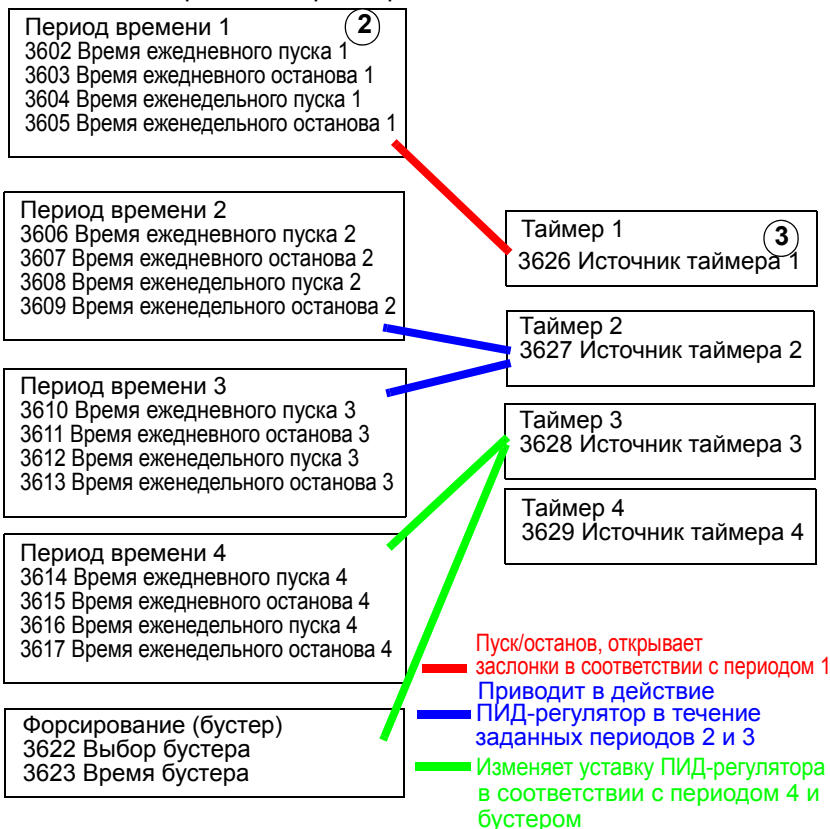 Период времени 1
2
3602 Время ежедневного пуска 1
3603 Время ежедневного останова 1
3604 Время еженедельного пуска 1
3605 Время еженедельного останова 1
Период времени 2
3606 Время ежедневного пуска 2
3607 Время ежедневного останова 2
3608 Время еженедельного пуска 2
3609 Время еженедельного останова 2
Период времени 3
3610 Время ежедневного пуска 3
3611 Время ежедневного останова 3
3612 Время еженедельного пуска 3
3613 Время еженедельного останова 3
Период времени 4
3614 Время ежедневного пуска 4
3615 Время ежедневного останова 4
3616 Время еженедельного пуска 4
3617 Время еженедельного останова 4
Форсирование (бустер)
3622 Выбор бустера
3623 Время бустера
Таймер 1
3
3626 Источник таймера 1
Таймер 2
3627 Источник таймера 2
Таймер 3
3628 Источник таймера 3
Таймер 4
3629 Источник таймера 4
Пуск/останов, открывает
заслонки в соответствии с периодом 1
Приводит в действие
ПИД-регулятор в течение
заданных периодов 2 и 3
Изменяет уставку ПИД-регулятора
в соответствии с периодом 4 и
бустером